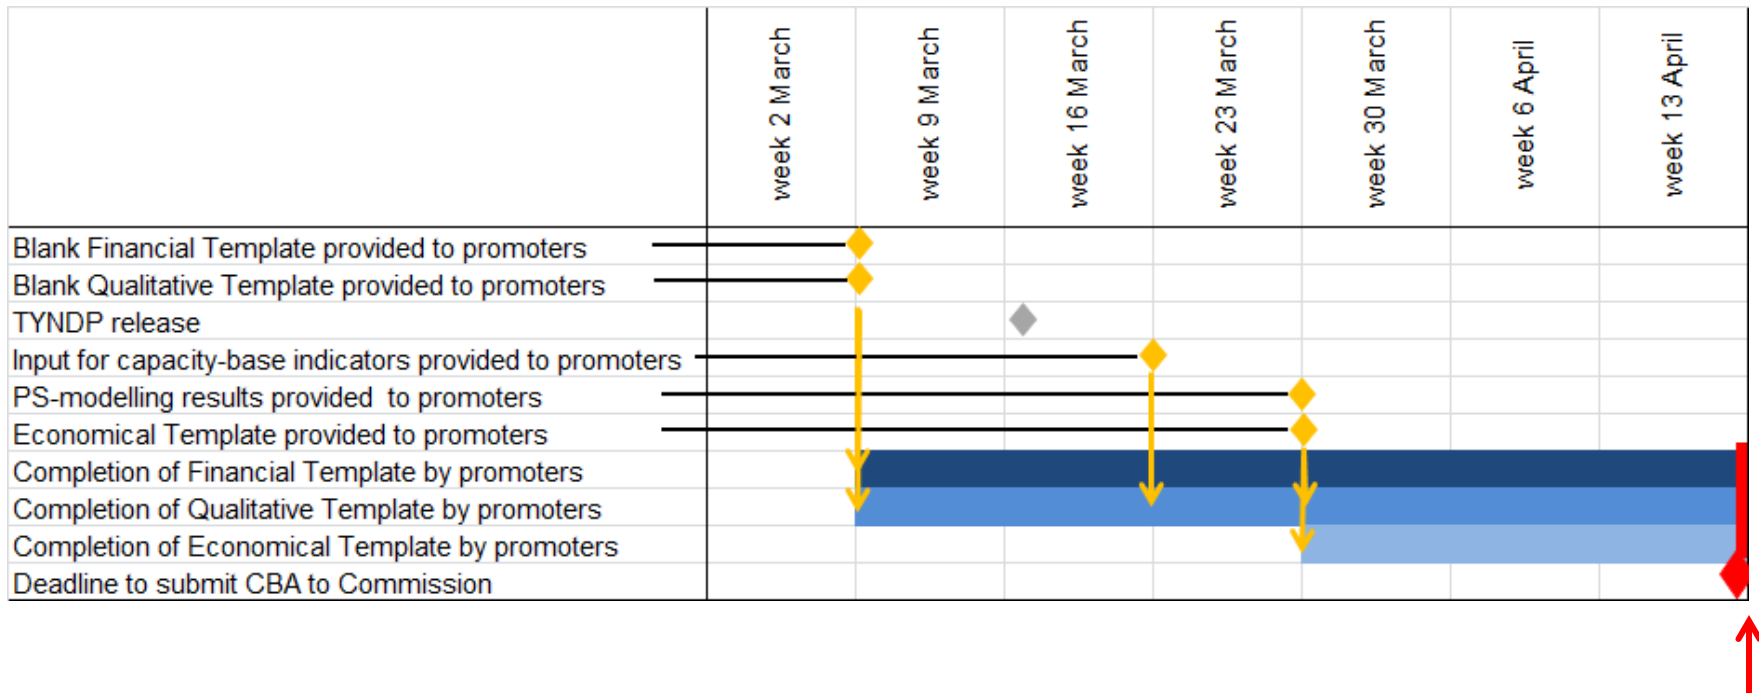 week 2 March
week 9 March
week 16 March
week 23 March
week 30 March
week 6 April
week 13 April
Blank Financial Template provided to promoters
Blank Qualitative Template provided to promoters
TYNDP release
Input for capacity-base indicators provided to promoters
PS-modelling results provided  to promoters
Economical Template provided to promoters
Completion of Financial Template by promoters
Completion of Qualitative Template by promoters
Completion of Economical Template by promoters
Deadline to submit CBA to Commission